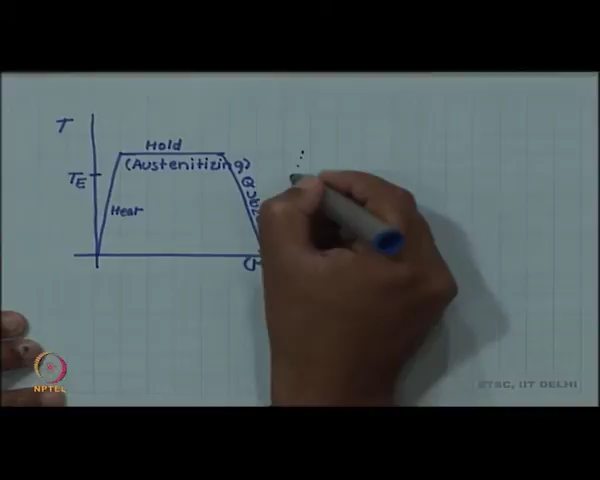 T
Hold
(Austenitizing)
TE
Heat
NPTEL
ETSC, IIT DELHI